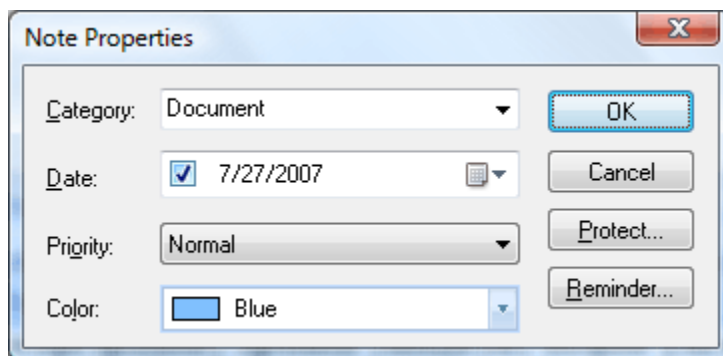 Note Properties
Category: Document OK
Date: 7/27/2007 Cancel
Priority: Normal Protect...
Color: Blue Reminder...